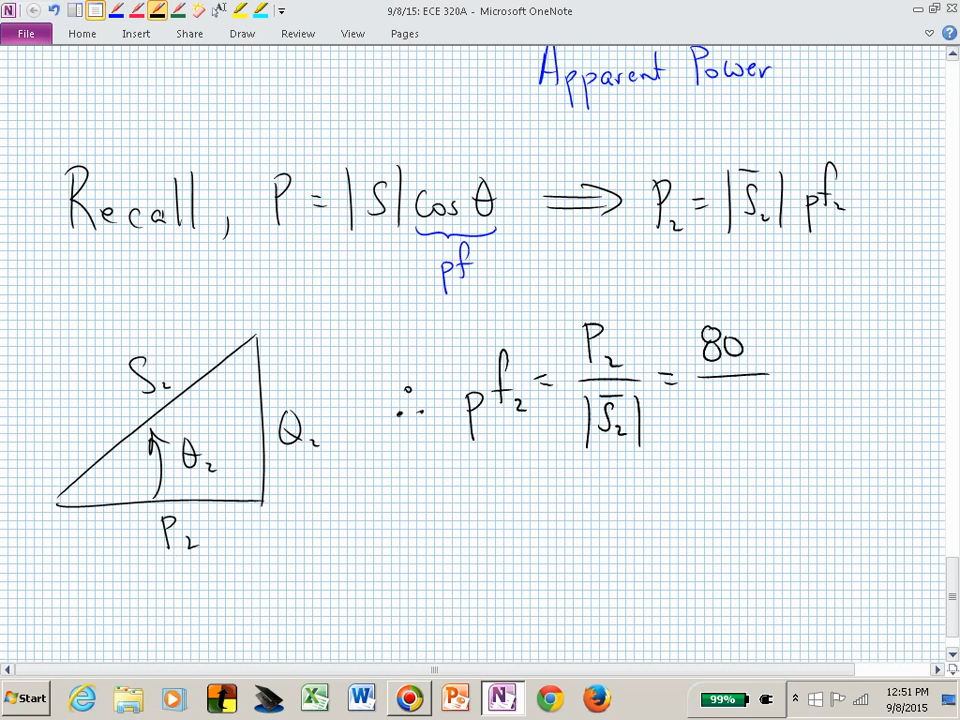 9/8/15: ECE 320A - Microsoft OneNote
File Home Insert Share Draw Review View Pages
Apparent Power
Recall, P = |S| cos θ ⟹ P₂ = |S̅₂| pf₂
pf
S₂
θ₂
Q₂
P₂
∴ pf₂ = P₂ / |S̅₂| = 80 /
Start
99%
12:51 PM
9/8/2015